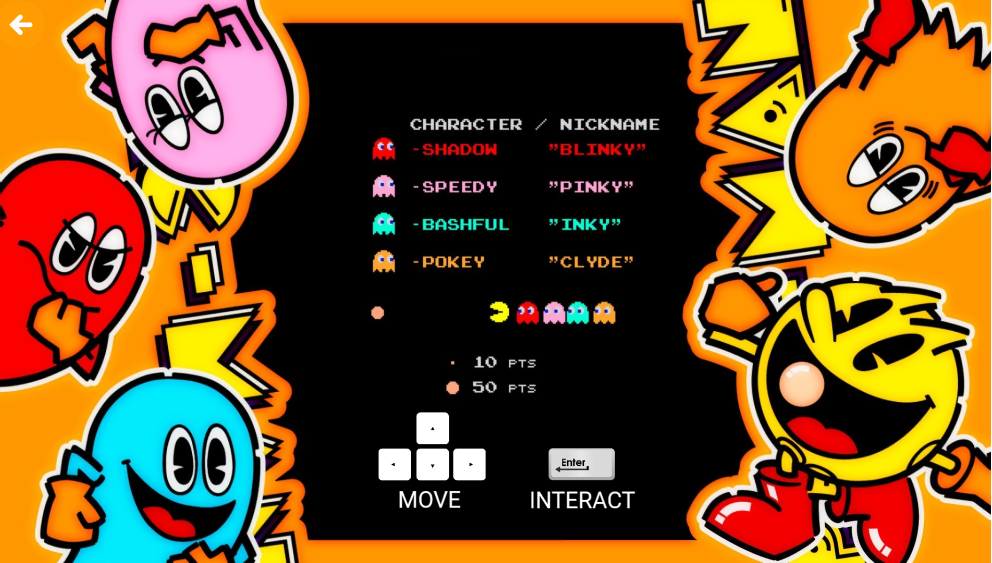 CHARACTER / NICKNAME
-SHADOW "BLINKY"
-SPEEDY "PINKY"
-BASHFUL "INKY"
-POKEY "CLYDE"
10 PTS
50 PTS
Enter
MOVE INTERACT